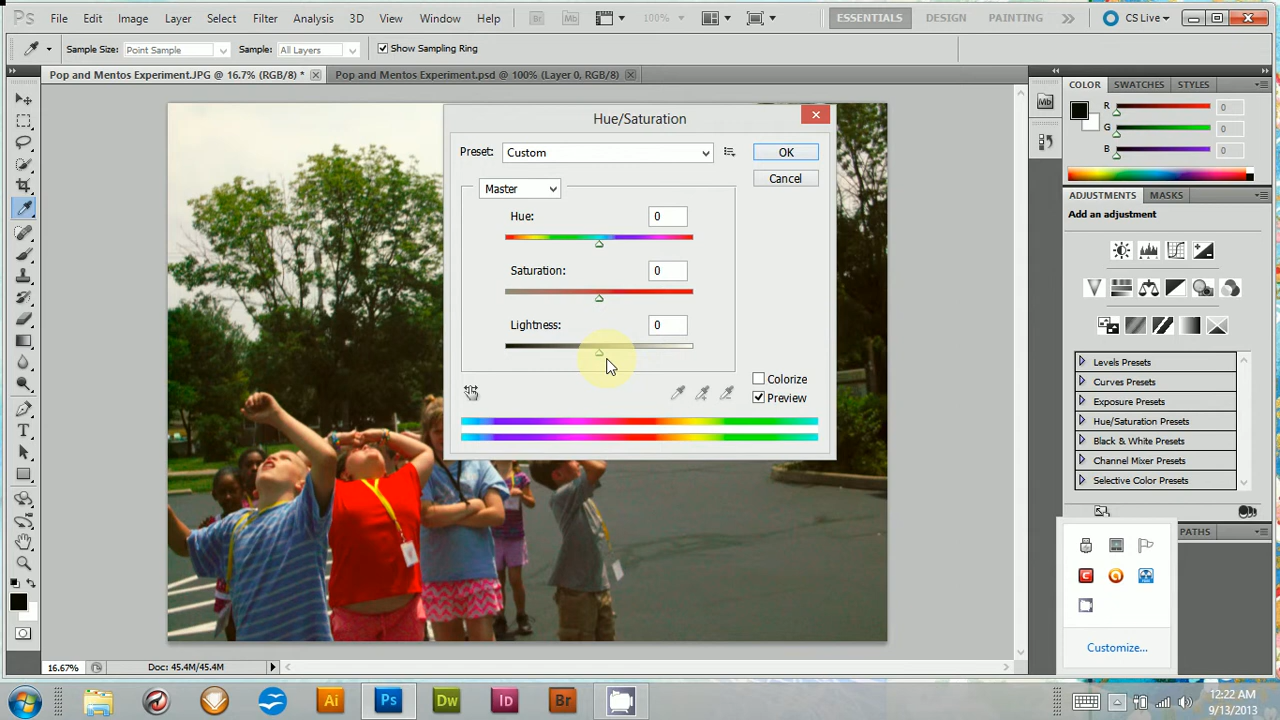 Ps File Edit Image Layer Select Filter Analysis 3D View Window Help Br Mb 100% ESSENTIALS DESIGN PAINTING CS Live
Sample Size: Point Sample Sample: All Layers Show Sampling Ring
Pop and Mentos Experiment.JPG @ 16.7% (RGB/8) * Pop and Mentos Experiment.psd @ 100% (Layer 0, RGB/8)
Hue/Saturation
Preset: Custom
OK
Cancel
Master
Hue: 0
Saturation: 0
Lightness: 0
Colorize
Preview
Mb
COLOR SWATCHES STYLES
R 0
G 0
B 0
ADJUSTMENTS MASKS
Add an adjustment
Levels Presets
Curves Presets
Exposure Presets
Hue/Saturation Presets
Black & White Presets
Channel Mixer Presets
Selective Color Presets
PATHS
Customize...
16.67% Doc: 45.4M/45.4M
Ai Ps Dw Id Br
12:22 AM
9/13/2013